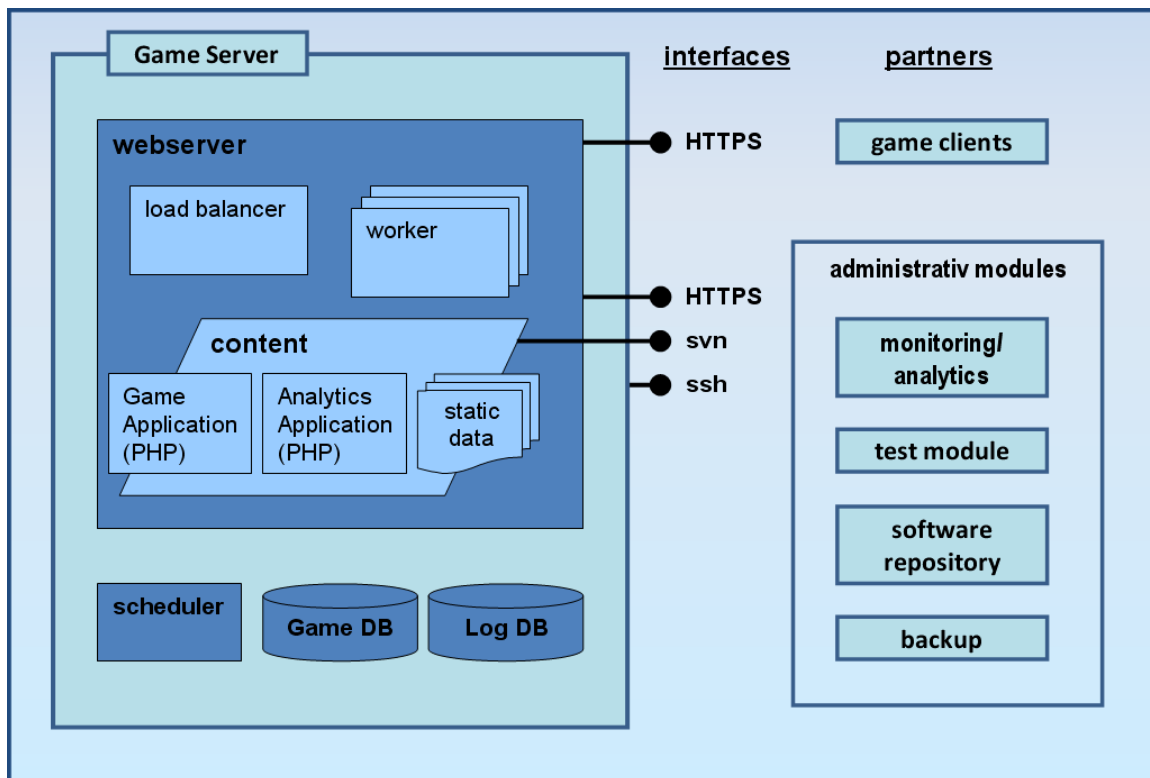 Game Server
interfaces
partners
webserver
HTTPS
game clients
load balancer
worker
administrativ modules
HTTPS
content
svn
monitoring/
analytics
ssh
Game
Application
(PHP)
Analytics
Application
(PHP)
static
data
test module
software
repository
scheduler
Game DB
Log DB
backup